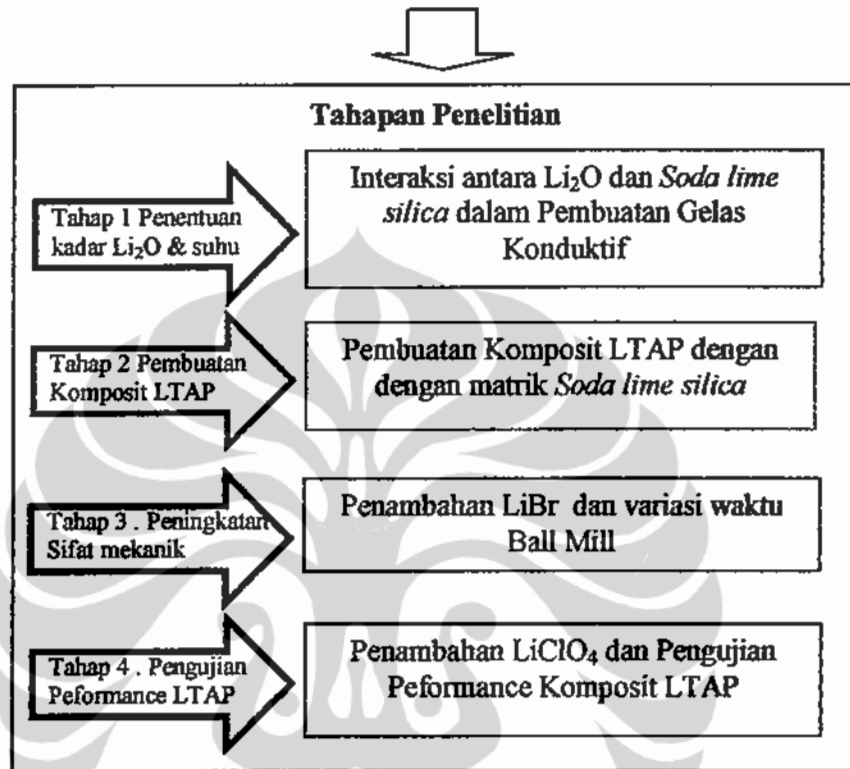 Tahapan Penelitian
Tahap 1 Penentuan
kadar Li₂O & suhu
Interaksi antara Li₂O dan Soda lime
silica dalam Pembuatan Gelas
Konduktif
Tahap 2 Pembuatan
Komposit LTAP
Pembuatan Komposit LTAP dengan
dengan matrik Soda lime silica
Tahap 3 . Peningkatan
Sifat mekanik
Penambahan LiBr dan variasi waktu
Ball Mill
Tahap 4 . Pengujian
Peformance LTAP
Penambahan LiClO₄ dan Pengujian
Peformance Komposit LTAP